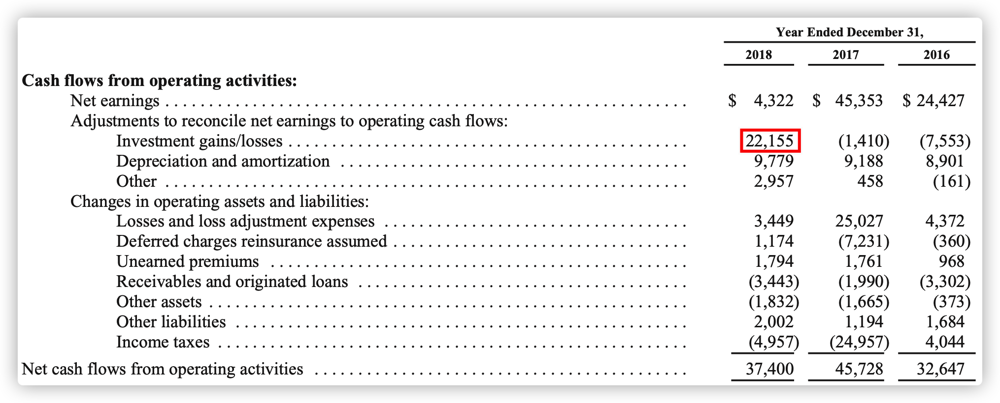 Year Ended December 31,
2018 2017 2016
Cash flows from operating activities:
Net earnings . . . . . . . . . . . . . . . . . . . . . . . . . . . . . . . . . . . . . . . . $ 4,322 $ 45,353 $ 24,427
Adjustments to reconcile net earnings to operating cash flows:
Investment gains/losses . . . . . . . . . . . . . . . . . . . . . . . . . . . . . . 22,155 (1,410) (7,553)
Depreciation and amortization . . . . . . . . . . . . . . . . . . . . . . . . . . 9,779 9,188 8,901
Other . . . . . . . . . . . . . . . . . . . . . . . . . . . . . . . . . . . . . . . . 2,957 458 (161)
Changes in operating assets and liabilities:
Losses and loss adjustment expenses . . . . . . . . . . . . . . . . . . . . . . 3,449 25,027 4,372
Deferred charges reinsurance assumed . . . . . . . . . . . . . . . . . . . . . 1,174 (7,231) (360)
Unearned premiums . . . . . . . . . . . . . . . . . . . . . . . . . . . . . . . . 1,794 1,761 968
Receivables and originated loans . . . . . . . . . . . . . . . . . . . . . . . . (3,443) (1,990) (3,302)
Other assets . . . . . . . . . . . . . . . . . . . . . . . . . . . . . . . . . . . . (1,832) (1,665) (373)
Other liabilities . . . . . . . . . . . . . . . . . . . . . . . . . . . . . . . . . . 2,002 1,194 1,684
Income taxes . . . . . . . . . . . . . . . . . . . . . . . . . . . . . . . . . . . . (4,957) (24,957) 4,044
Net cash flows from operating activities . . . . . . . . . . . . . . . . . . . . . . . . . . . . 37,400 45,728 32,647